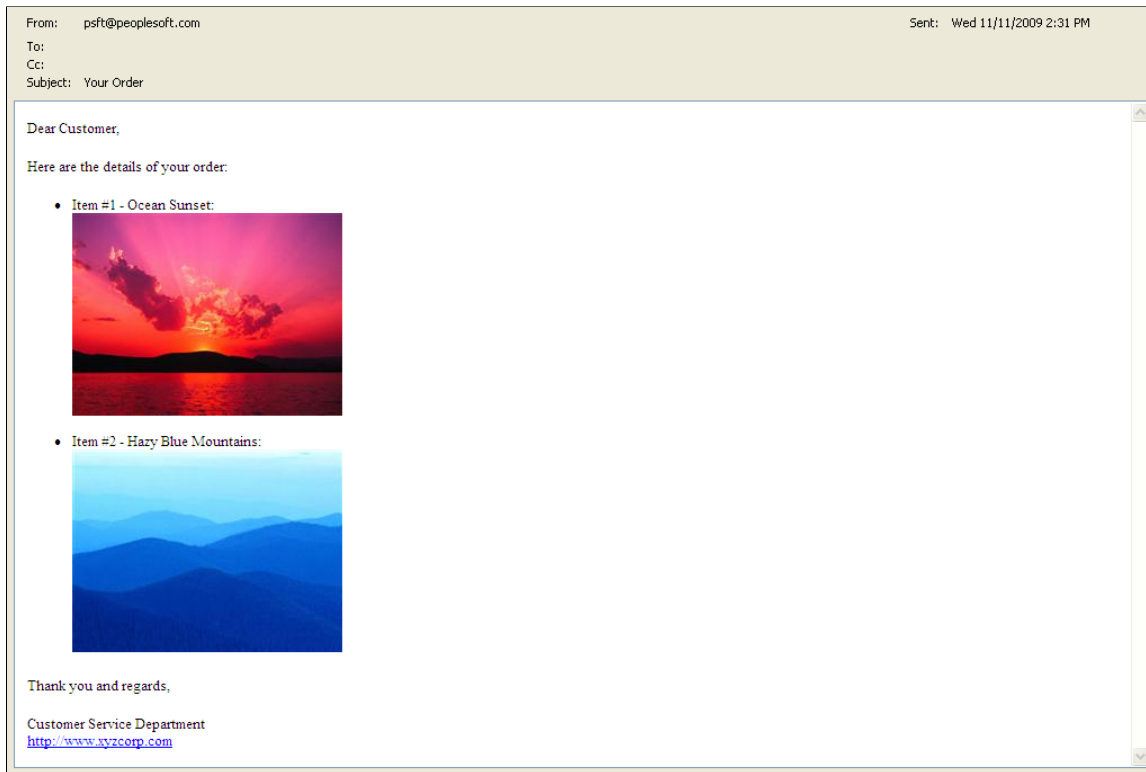 From: psft@peoplesoft.com Sent: Wed 11/11/2009 2:31 PM
To:
Cc:
Subject: Your Order
Dear Customer,
Here are the details of your order:
• Item #1 - Ocean Sunset:
• Item #2 - Hazy Blue Mountains:
Thank you and regards,
Customer Service Department
http://www.xyzcorp.com